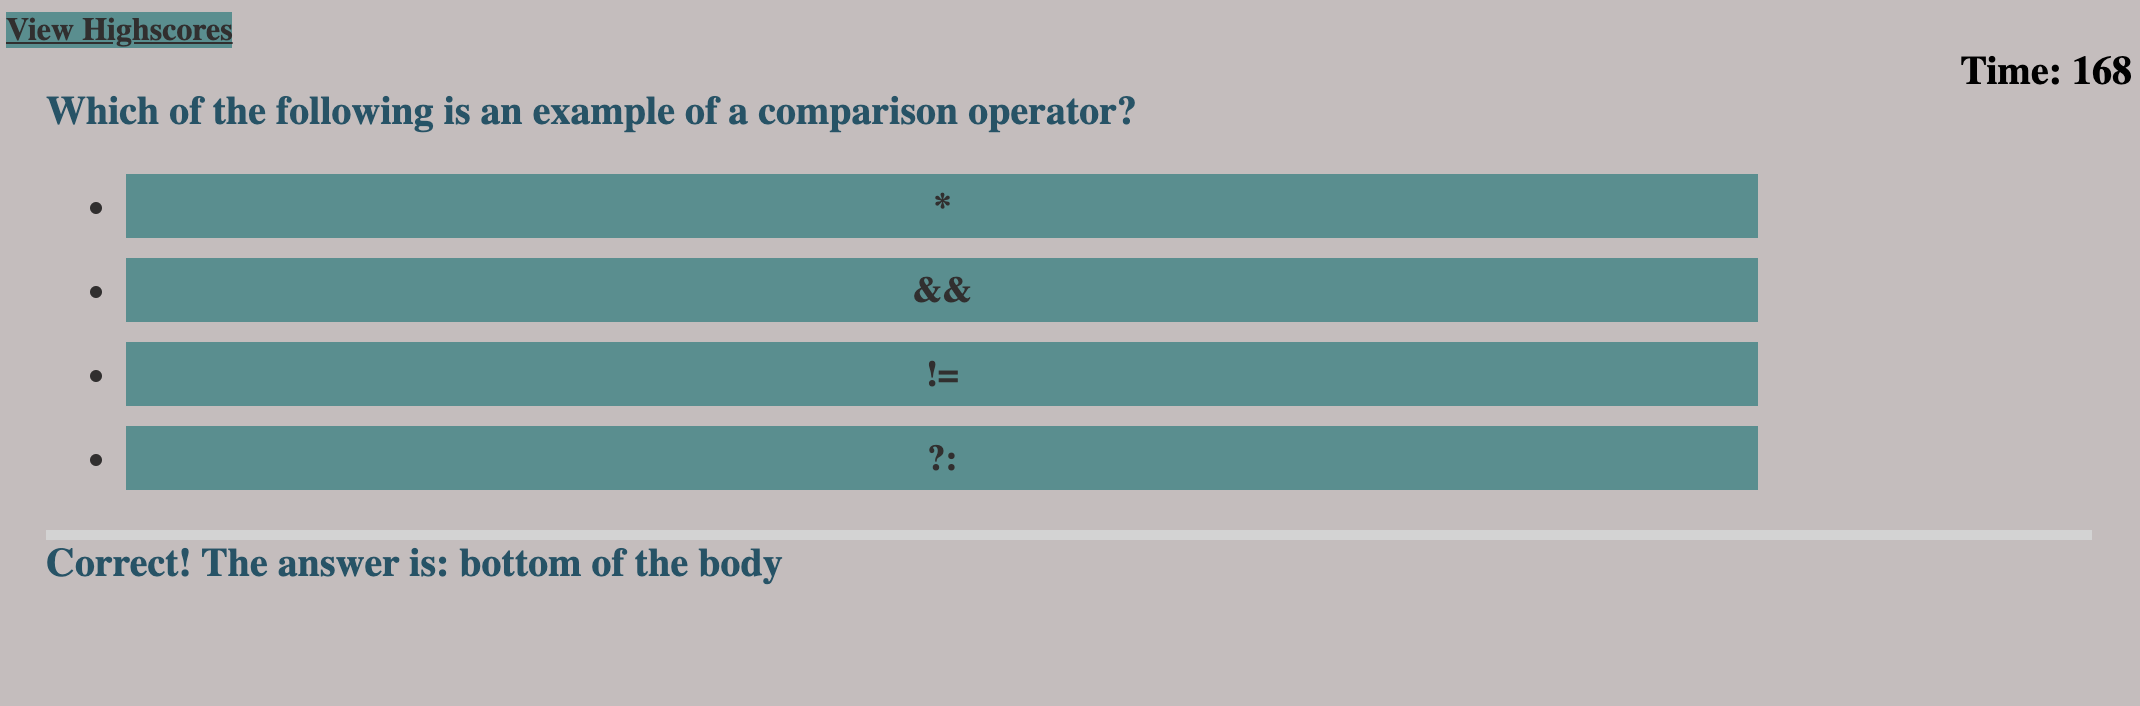 View Highscores
Time: 168
Which of the following is an example of a comparison operator?
*
&&
!=
?:
Correct! The answer is: bottom of the body